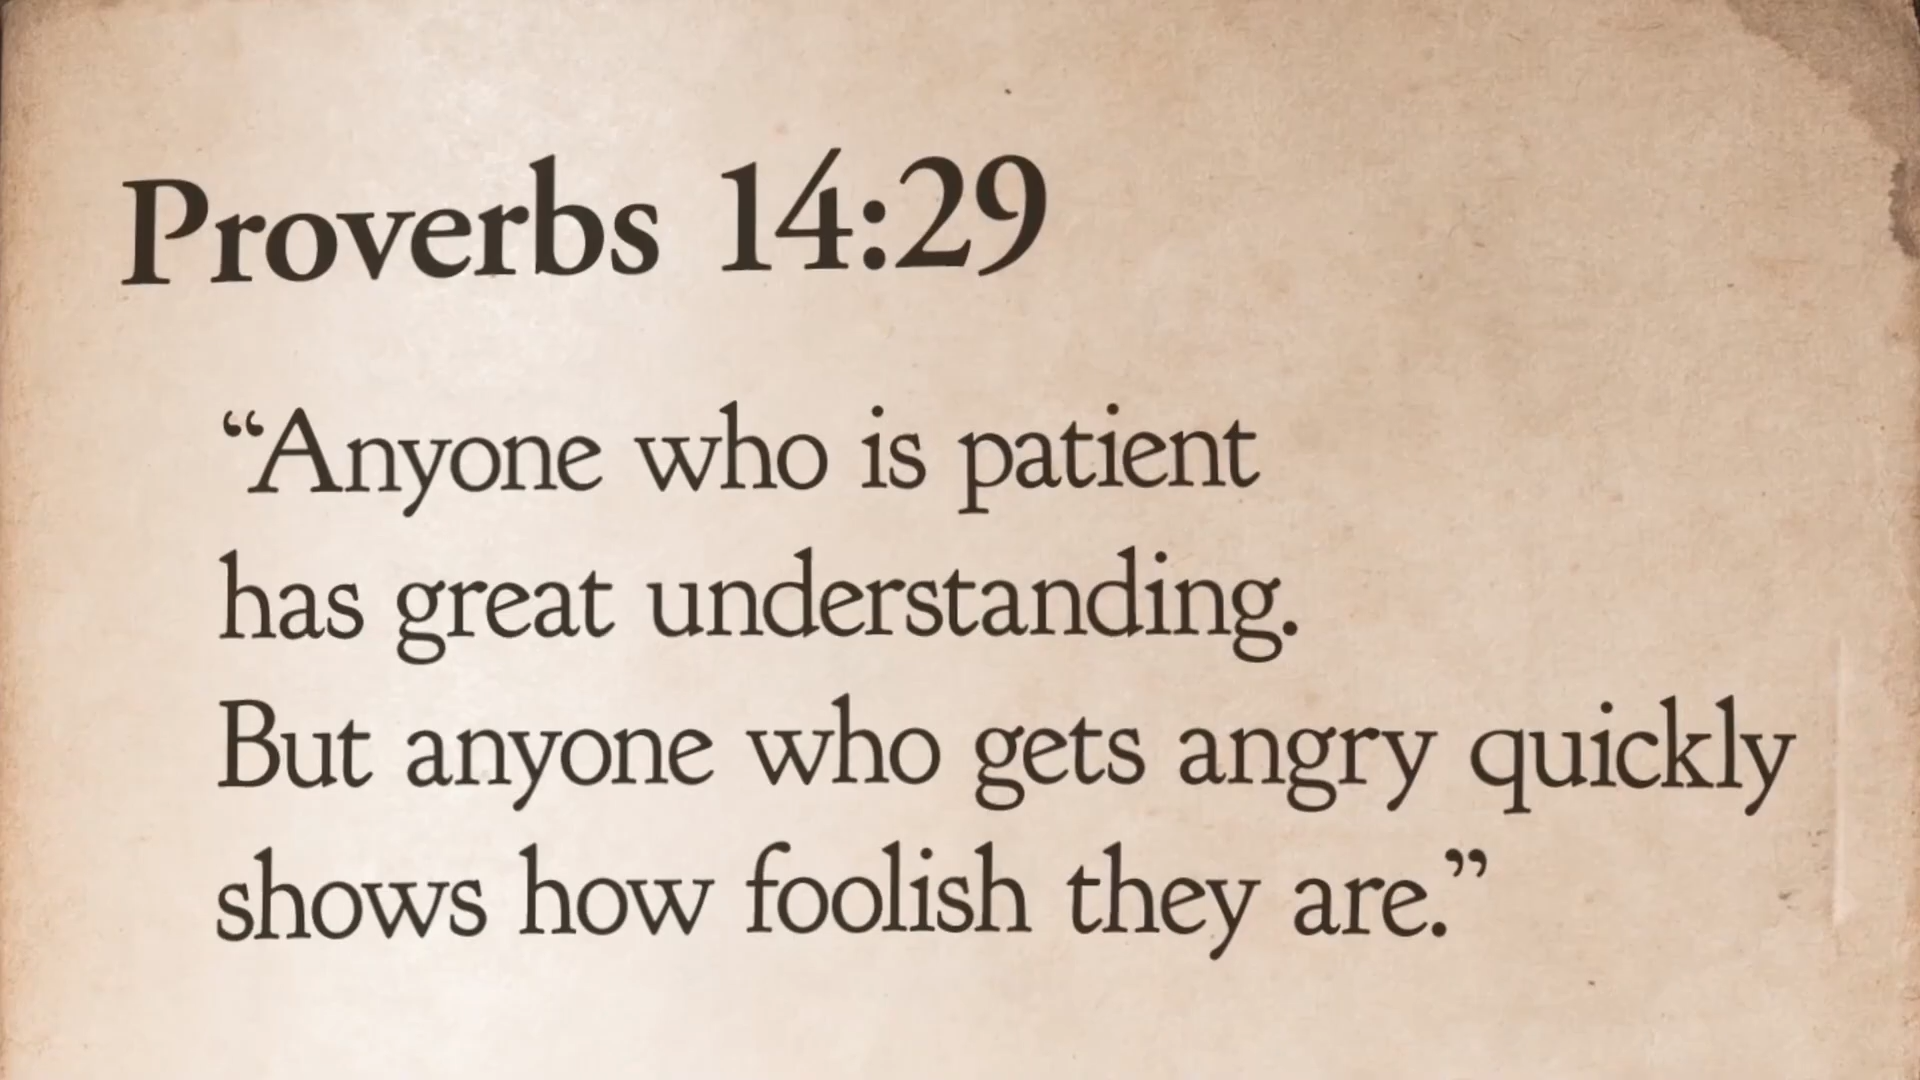 Proverbs 14:29
“Anyone who is patient
has great understanding.
But anyone who gets angry quickly
shows how foolish they are.”